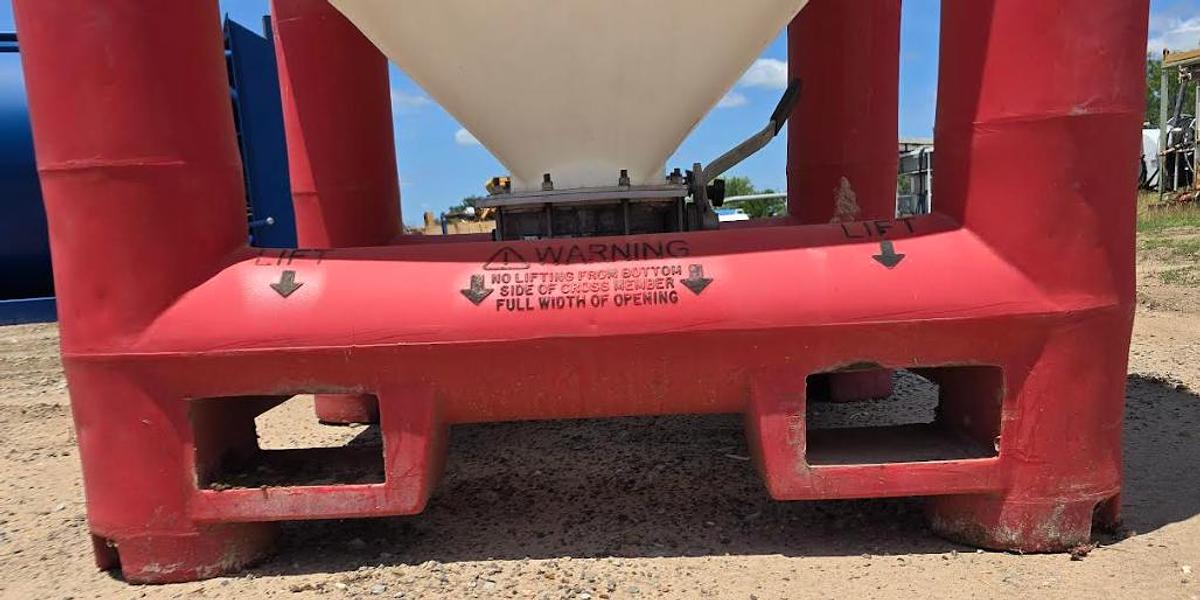 LIFT
WARNING
NO LIFTING FROM BOTTOM
SIDE OF CROSS MEMBER
FULL WIDTH OF OPENING
LIFT